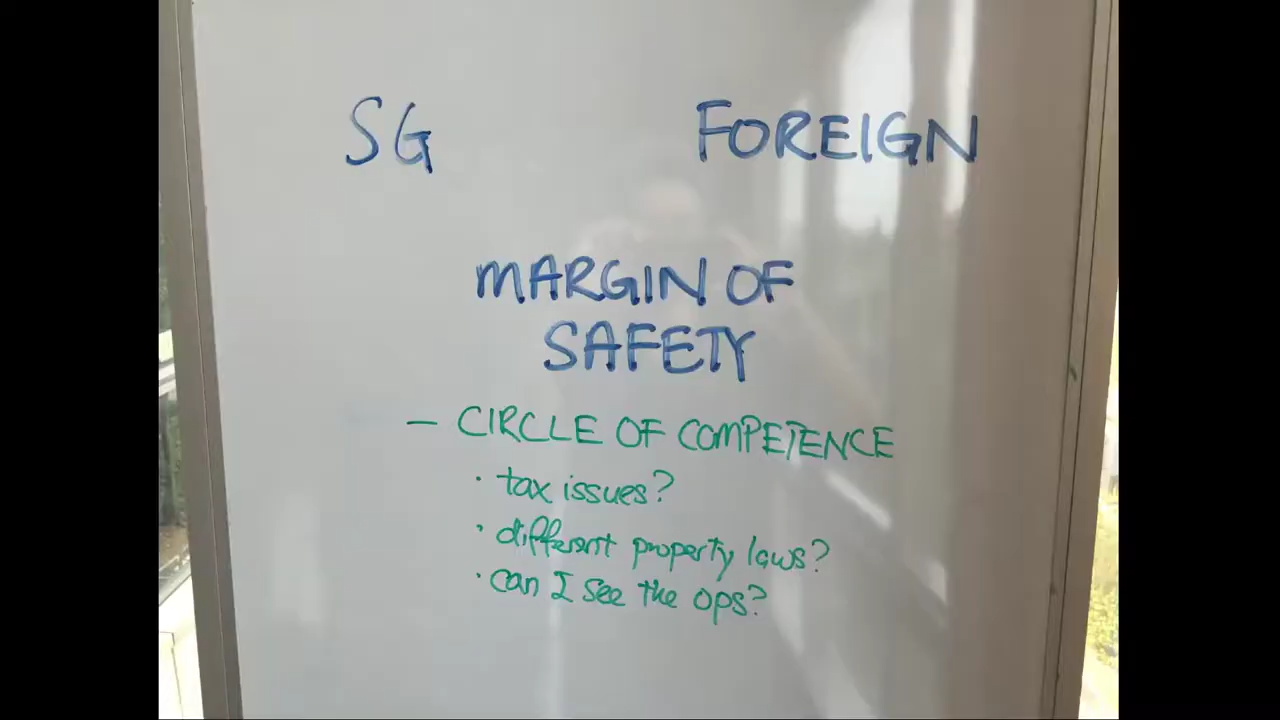 SG
FOREIGN
MARGIN OF
SAFETY
– CIRCLE OF COMPETENCE
· tax issues?
· different property laws?
· can I see the ops?